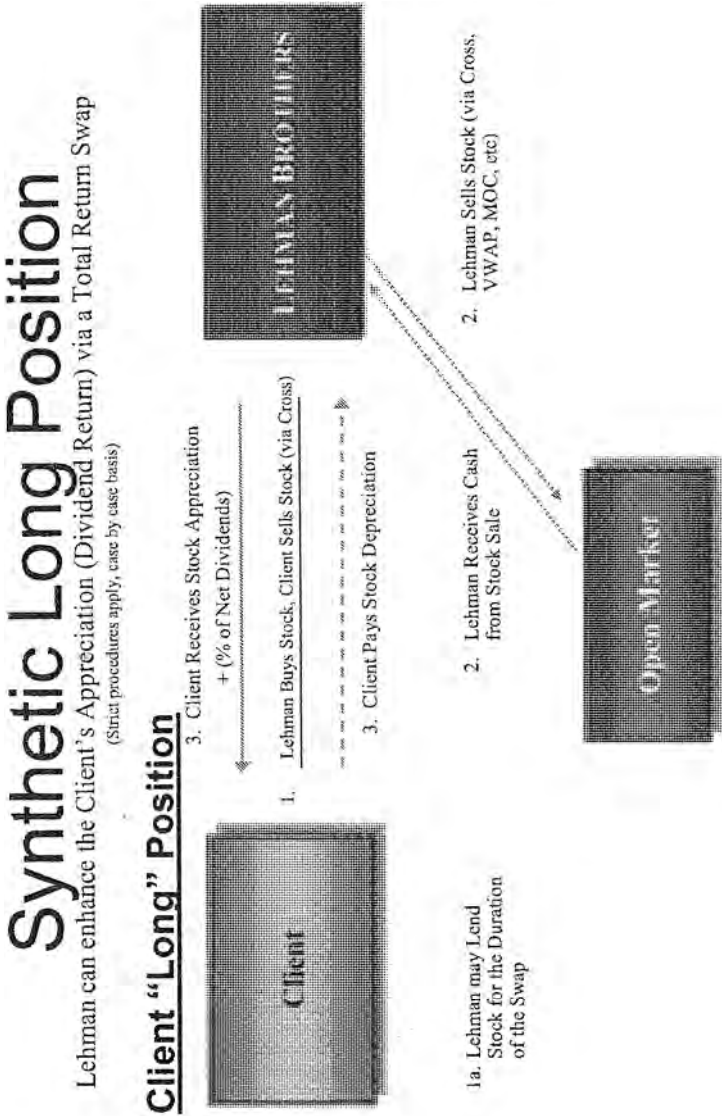 Synthetic Long Position
Lehman can enhance the Client's Appreciation (Dividend Return) via a Total Return Swap
(Strict procedures apply, case by case basis)
Client "Long" Position
3. Client Receives Stock Appreciation
+ (% of Net Dividends)
Client
LEHMAN BROTHERS
1. Lehman Buys Stock, Client Sells Stock (via Cross)
3. Client Pays Stock Depreciation
1a. Lehman may Lend
Stock for the Duration
of the Swap
2. Lehman Receives Cash
from Stock Sale
2. Lehman Sells Stock (via Cross,
VWAP, MOC, etc)
Open Market